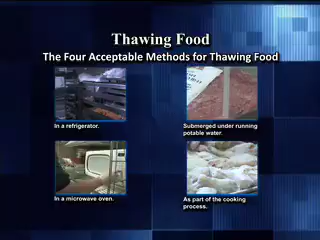 Thawing Food
The Four Acceptable Methods for Thawing Food
In a refrigerator.
Submerged under running
potable water.
In a microwave oven.
As part of the cooking
process.